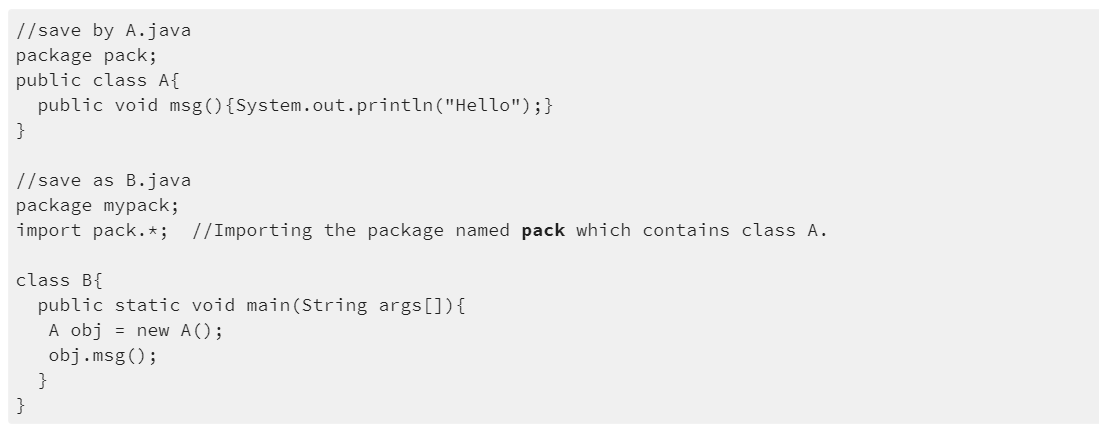 //save by A.java
package pack;
public class A{
  public void msg(){System.out.println("Hello");}
}

//save as B.java
package mypack;
import pack.*;  //Importing the package named pack which contains class A.

class B{
  public static void main(String args[]){
   A obj = new A();
   obj.msg();
  }
}